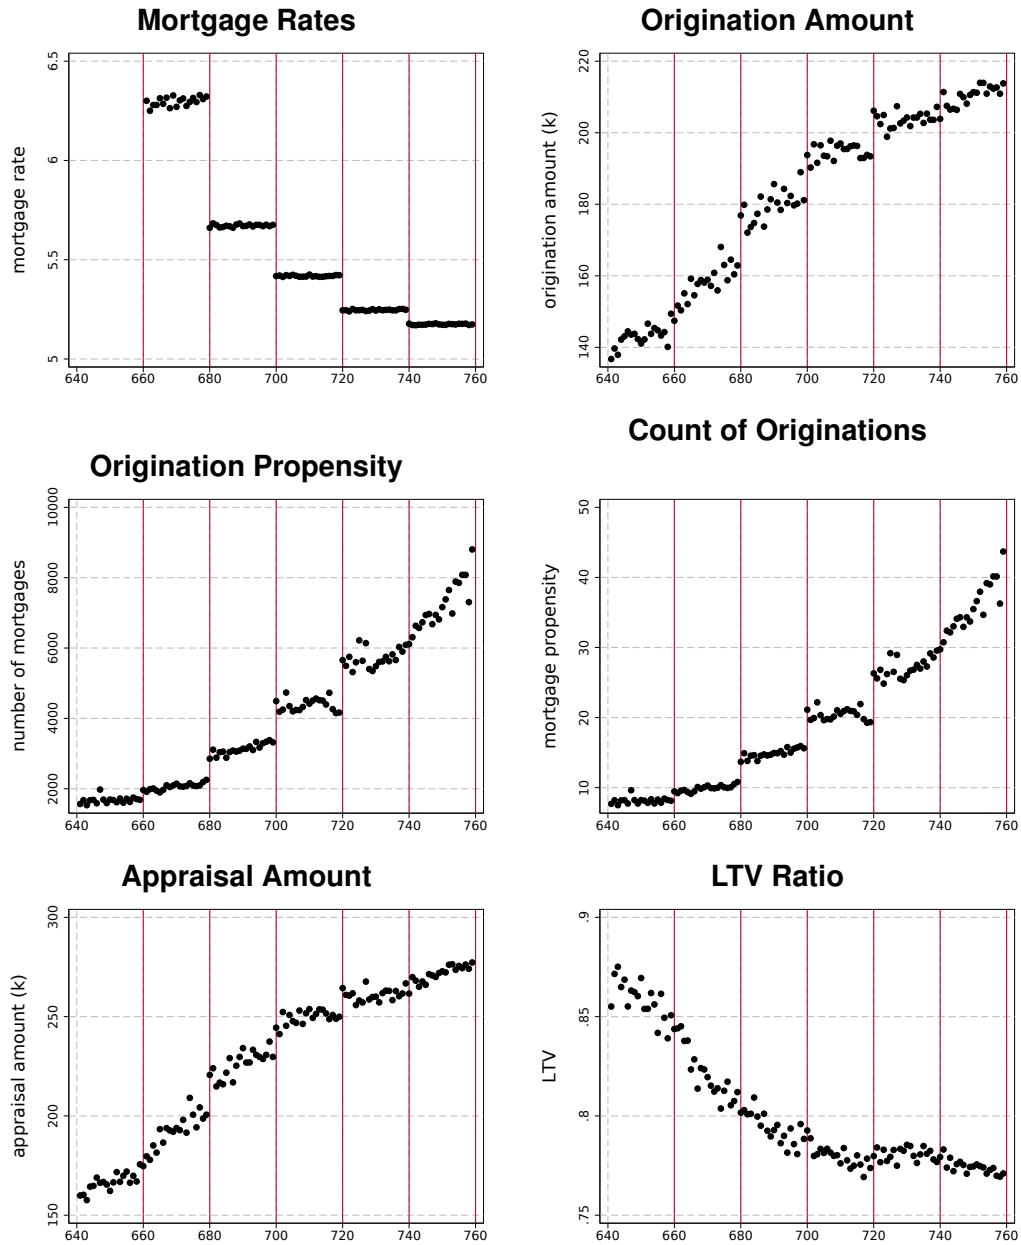 Mortgage Rates
mortgage rate
6.5
6
5.5
5
640 660 680 700 720 740 760
Origination Amount
origination amount (k)
220
200
180
160
140
640 660 680 700 720 740 760
Origination Propensity
number of mortgages
10000
8000
6000
4000
2000
640 660 680 700 720 740 760
Count of Originations
mortgage propensity
50
40
30
20
10
640 660 680 700 720 740 760
Appraisal Amount
appraisal amount (k)
300
250
200
150
640 660 680 700 720 740 760
LTV Ratio
LTV
.9
.85
.8
.75
640 660 680 700 720 740 760